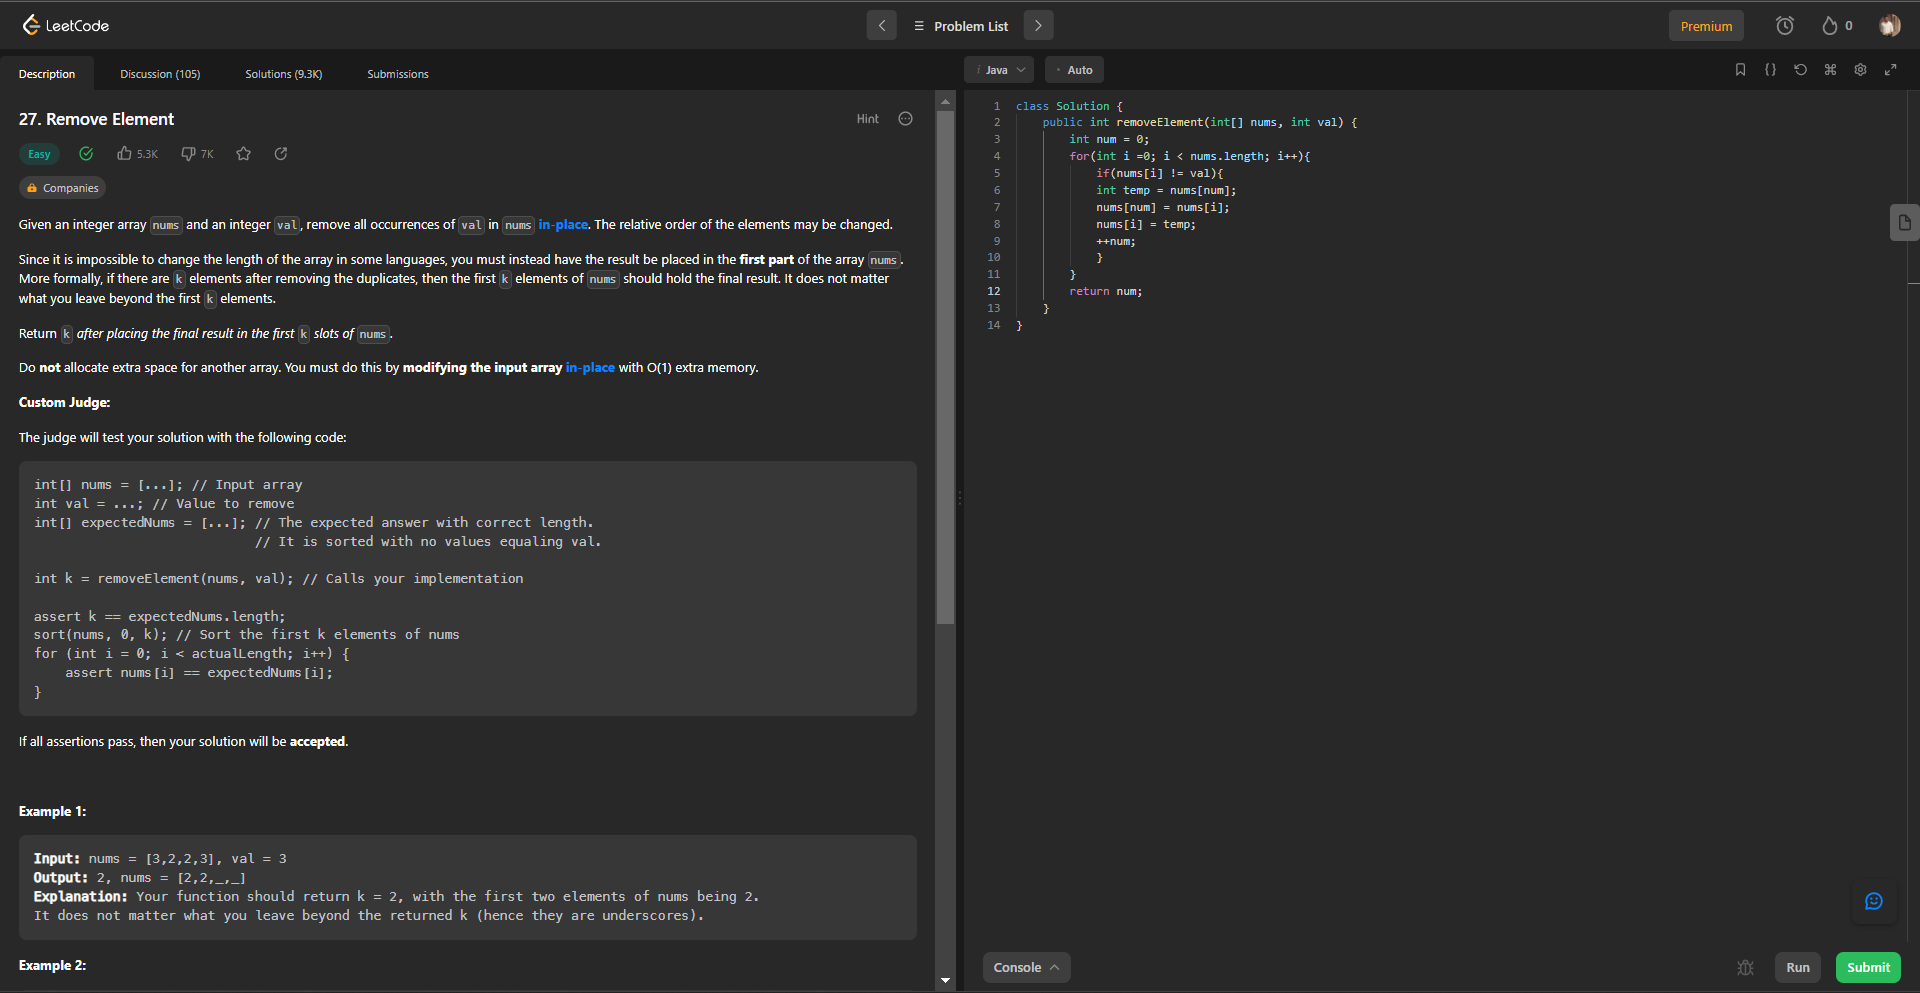 LeetCode
Problem List
Premium
0
Description
Discussion (105)
Solutions (9.3K)
Submissions
27. Remove Element
Hint
Easy
5.3K
7K
Companies
Given an integer array nums and an integer val, remove all occurrences of val in nums in-place. The relative order of the elements may be changed.
Since it is impossible to change the length of the array in some languages, you must instead have the result be placed in the first part of the array nums.
More formally, if there are k elements after removing the duplicates, then the first k elements of nums should hold the final result. It does not matter
what you leave beyond the first k elements.
Return k after placing the final result in the first k slots of nums.
Do not allocate extra space for another array. You must do this by modifying the input array in-place with O(1) extra memory.
Custom Judge:
The judge will test your solution with the following code:
int[] nums = [...]; // Input array
int val = ...; // Value to remove
int[] expectedNums = [...]; // The expected answer with correct length.
// It is sorted with no values equaling val.
int k = removeElement(nums, val); // Calls your implementation
assert k == expectedNums.length;
sort(nums, 0, k); // Sort the first k elements of nums
for (int i = 0; i < actualLength; i++) {
assert nums[i] == expectedNums[i];
}
If all assertions pass, then your solution will be accepted.
Example 1:
Input: nums = [3,2,2,3], val = 3
Output: 2, nums = [2,2,_,_]
Explanation: Your function should return k = 2, with the first two elements of nums being 2.
It does not matter what you leave beyond the returned k (hence they are underscores).
Example 2:
i Java
Auto
1 class Solution {
2 public int removeElement(int[] nums, int val) {
3 int num = 0;
4 for(int i =0; i < nums.length; i++){
5 if(nums[i] != val){
6 int temp = nums[num];
7 nums[num] = nums[i];
8 nums[i] = temp;
9 ++num;
10 }
11 }
12 return num;
13 }
14 }
Console
Run
Submit